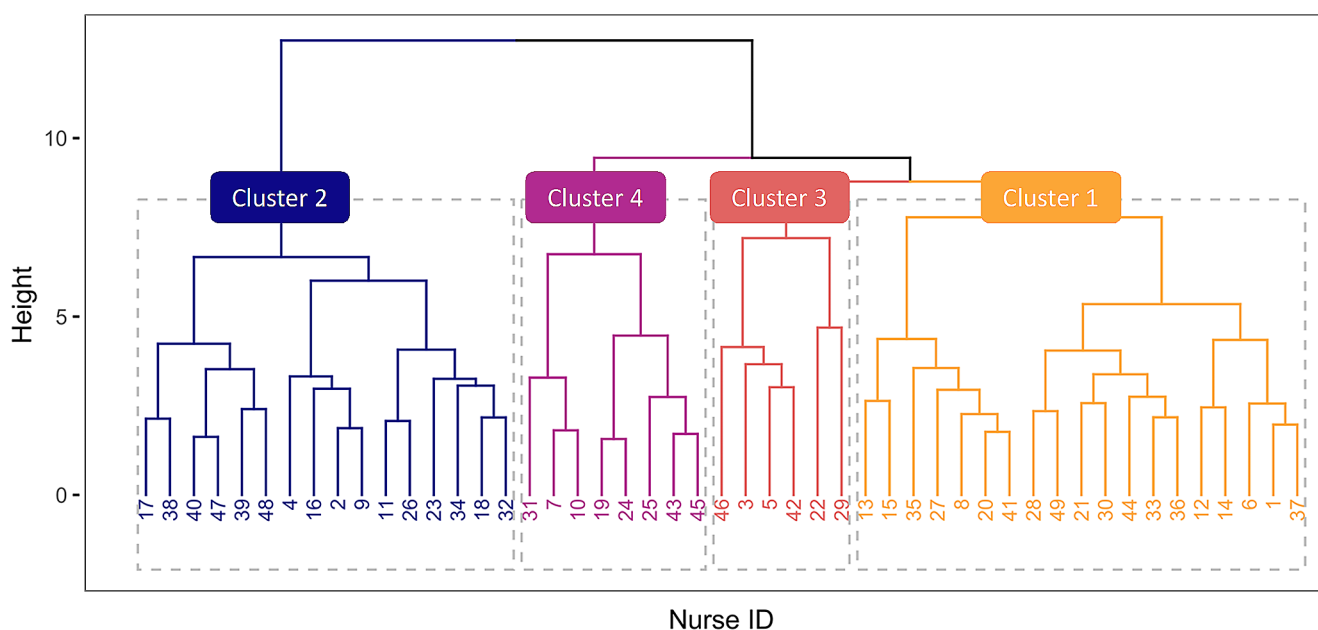 10
Cluster 2 Cluster 4 Cluster 3 Cluster 1
Height
5
0
17 38 40 47 39 48 4 16 2 9 11 26 23 34 18 32 31 7 10 19 24 25 43 45 46 3 5 42 22 29 13 15 35 27 8 20 41 28 49 21 30 44 33 36 12 14 6 1 37
Nurse ID